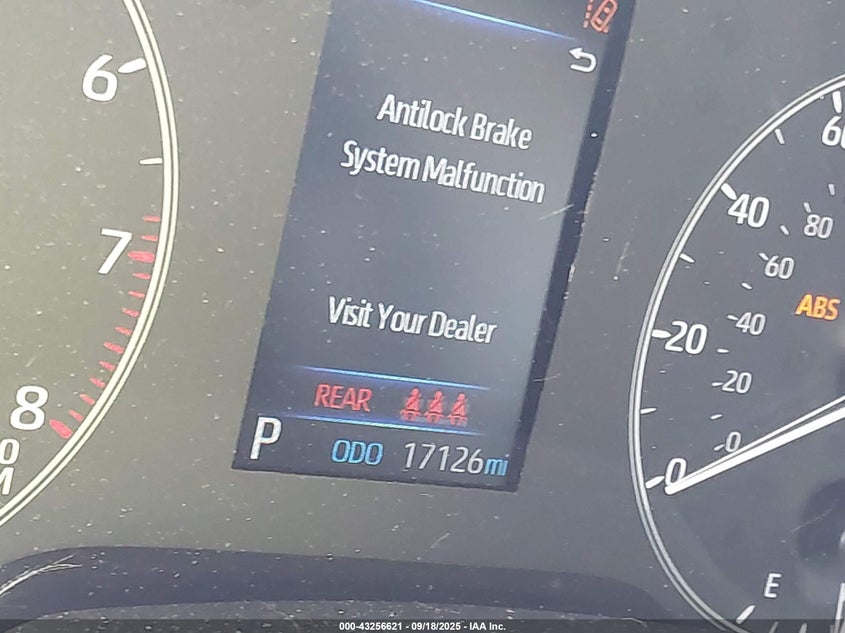 6
7
8
Antilock Brake
System Malfunction
Visit Your Dealer
REAR
P ODO 17126mi
60
40
20
0
80
60
40
20
0
ABS
E
000-43256621 - 09/18/2025 - IAA Inc.